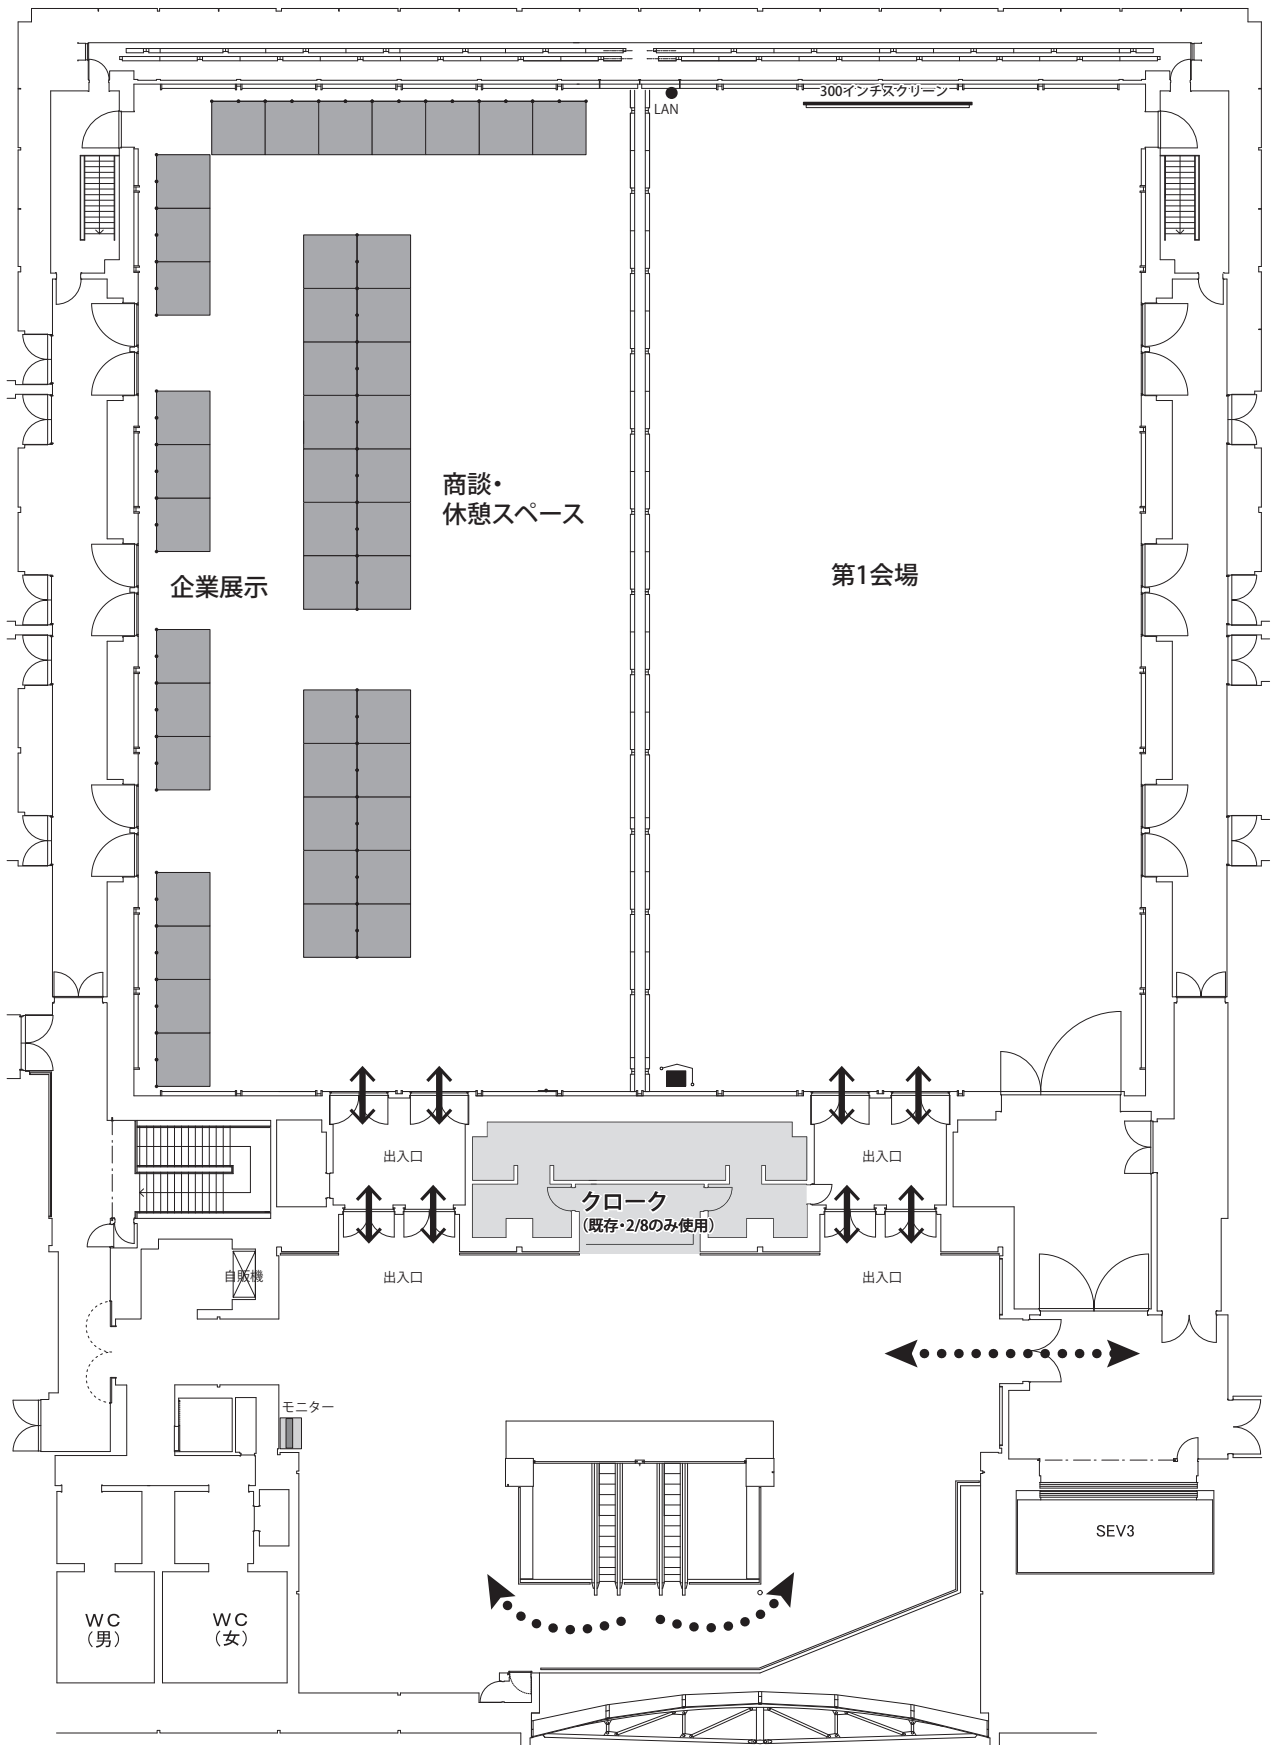 300インチスクリーン
LAN
商談・
休憩スペース
企業展示
第1会場
出入口
出入口
クローク
（既存・2/8のみ使用）
出入口
出入口
自販機
モニター
SEV3
WC
（男）
WC
（女）